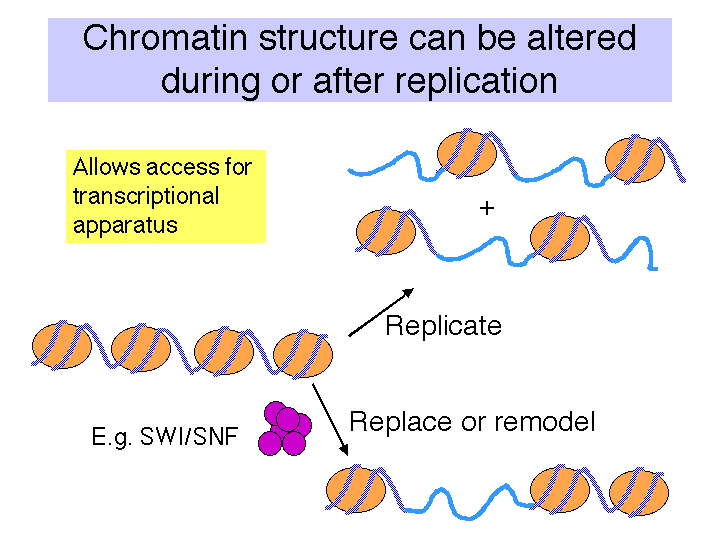 Chromatin structure can be altered
during or after replication
Allows access for
transcriptional
apparatus
+
Replicate
Replace or remodel
E.g. SWI/SNF